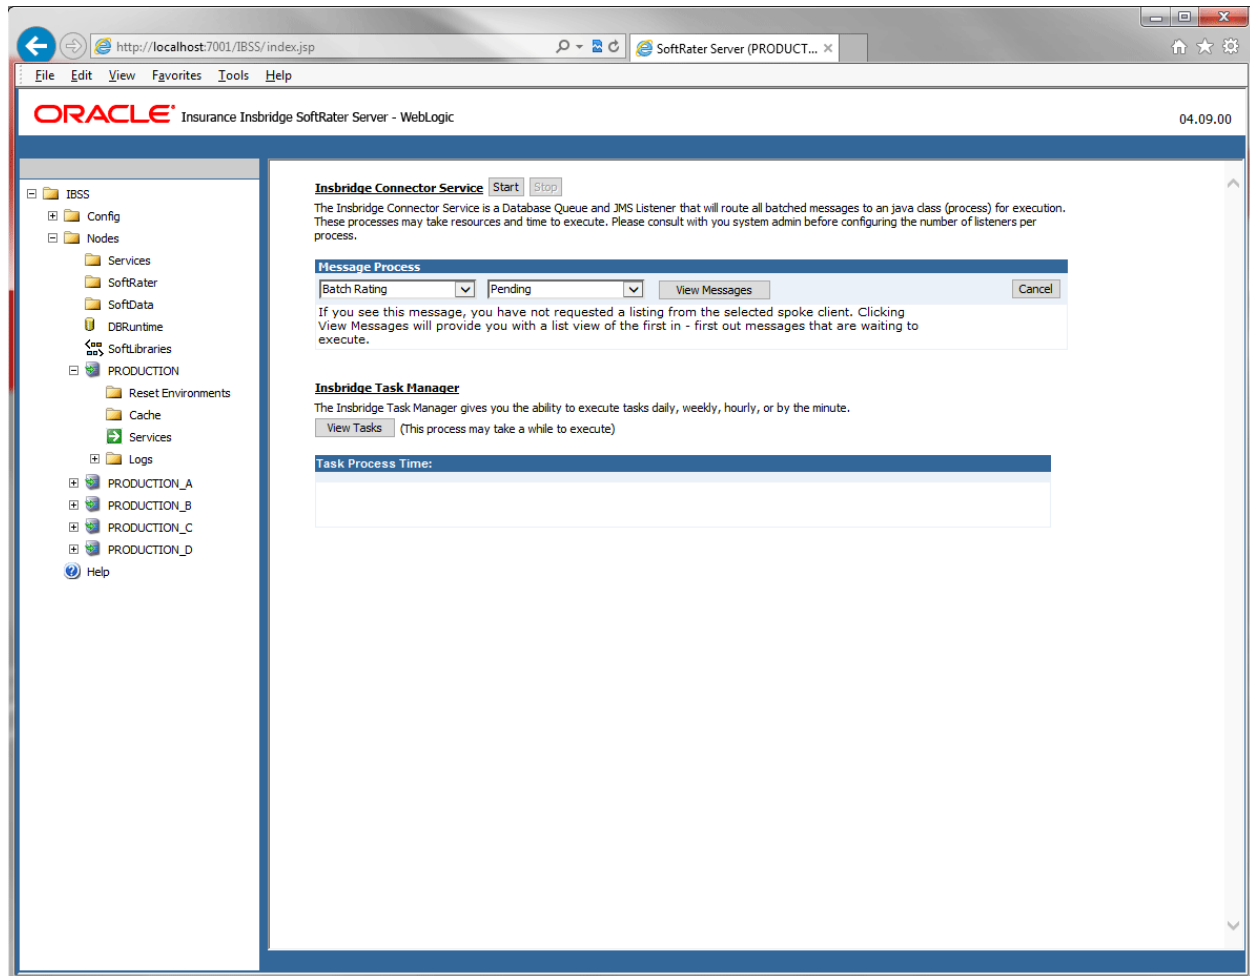 http://localhost:7001/IBSS/index.jsp
SoftRater Server (PRODUCT...
File Edit View Favorites Tools Help
ORACLE Insurance Insbridge SoftRater Server - WebLogic
04.09.00
IBSS
Config
Nodes
Services
SoftRater
SoftData
DBRuntime
SoftLibraries
PRODUCTION
Reset Environments
Cache
Services
Logs
PRODUCTION_A
PRODUCTION_B
PRODUCTION_C
PRODUCTION_D
Help
Insbridge Connector Service Start Stop
The Insbridge Connector Service is a Database Queue and JMS Listener that will route all batched messages to an java class (process) for execution.
These processes may take resources and time to execute. Please consult with you system admin before configuring the number of listeners per
process.
Message Process
Batch Rating Pending View Messages Cancel
If you see this message, you have not requested a listing from the selected spoke client. Clicking
View Messages will provide you with a list view of the first in - first out messages that are waiting to
execute.
Insbridge Task Manager
The Insbridge Task Manager gives you the ability to execute tasks daily, weekly, hourly, or by the minute.
View Tasks (This process may take a while to execute)
Task Process Time: